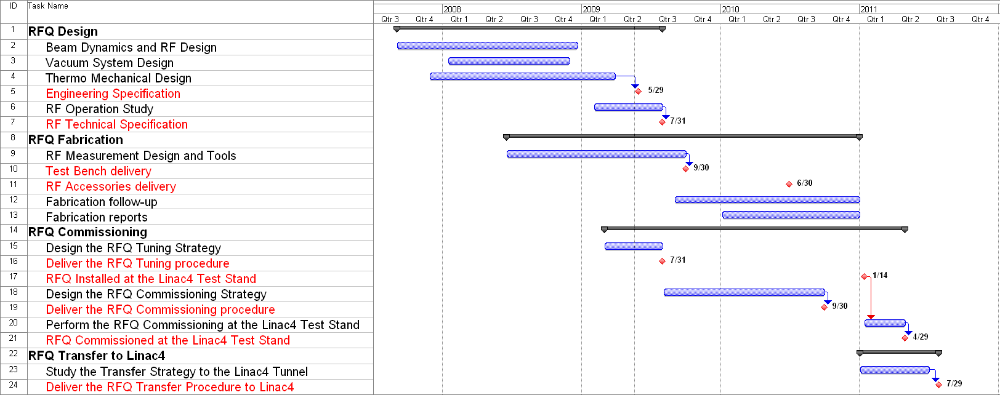 ID Task Name 2008 2009 2010 2011
Qtr 3 Qtr 4 Qtr 1 Qtr 2 Qtr 3 Qtr 4 Qtr 1 Qtr 2 Qtr 3 Qtr 4 Qtr 1 Qtr 2 Qtr 3 Qtr 4 Qtr 1 Qtr 2 Qtr 3 Qtr 4
1 RFQ Design
2 Beam Dynamics and RF Design
3 Vacuum System Design
4 Thermo Mechanical Design
5 Engineering Specification 5/29
6 RF Operation Study
7 RF Technical Specification 7/31
8 RFQ Fabrication
9 RF Measurement Design and Tools
10 Test Bench delivery 9/30
11 RF Accessories delivery 6/30
12 Fabrication follow-up
13 Fabrication reports
14 RFQ Commissioning
15 Design the RFQ Tuning Strategy
16 Deliver the RFQ Tuning procedure 7/31
17 RFQ Installed at the Linac4 Test Stand 1/14
18 Design the RFQ Commissioning Strategy
19 Deliver the RFQ Commissioning procedure 9/30
20 Perform the RFQ Commissioning at the Linac4 Test Stand
21 RFQ Commissioned at the Linac4 Test Stand 4/29
22 RFQ Transfer to Linac4
23 Study the Transfer Strategy to the Linac4 Tunnel
24 Deliver the RFQ Transfer Procedure to Linac4 7/29